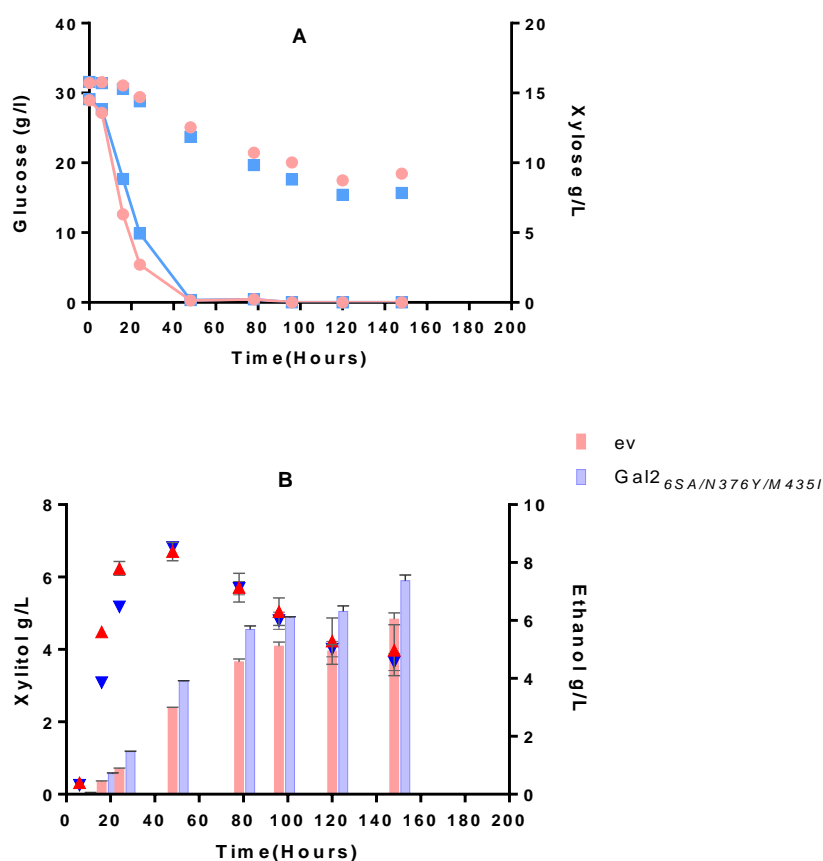 A
40
30
20
10
0
Glucose (g/l)
20
15
10
5
0
Xylose g/L
0 20 40 60 80 100 120 140 160 180 200
Time(Hours)
ev
Gal2 6SA/N376Y/M435I
B
8
6
4
2
0
Xylitol g/L
10
8
6
4
2
0
Ethanol g/L
0 20 40 60 80 100 120 140 160 180 200
Time(Hours)